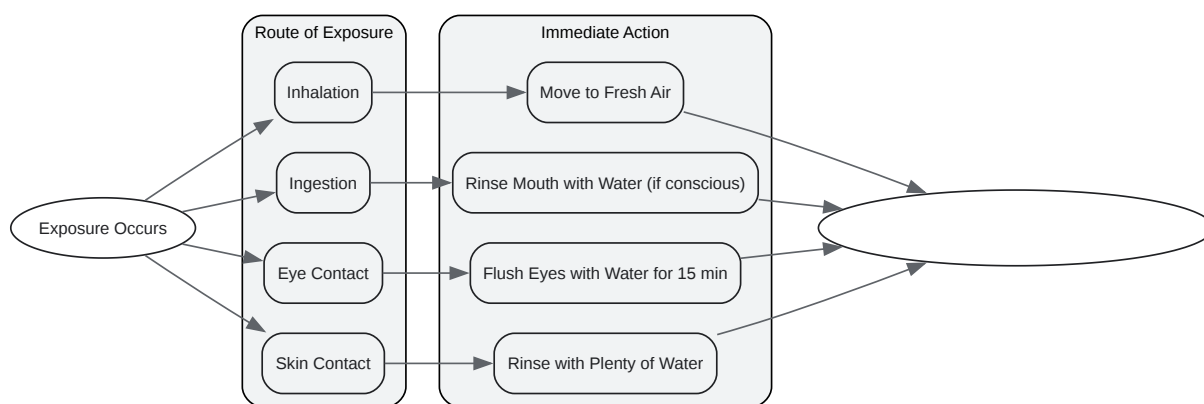 Route of Exposure
Immediate Action
Inhalation
Move to Fresh Air
Ingestion
Rinse Mouth with Water (if conscious)
Exposure Occurs
Eye Contact
Flush Eyes with Water for 15 min
Skin Contact
Rinse with Plenty of Water